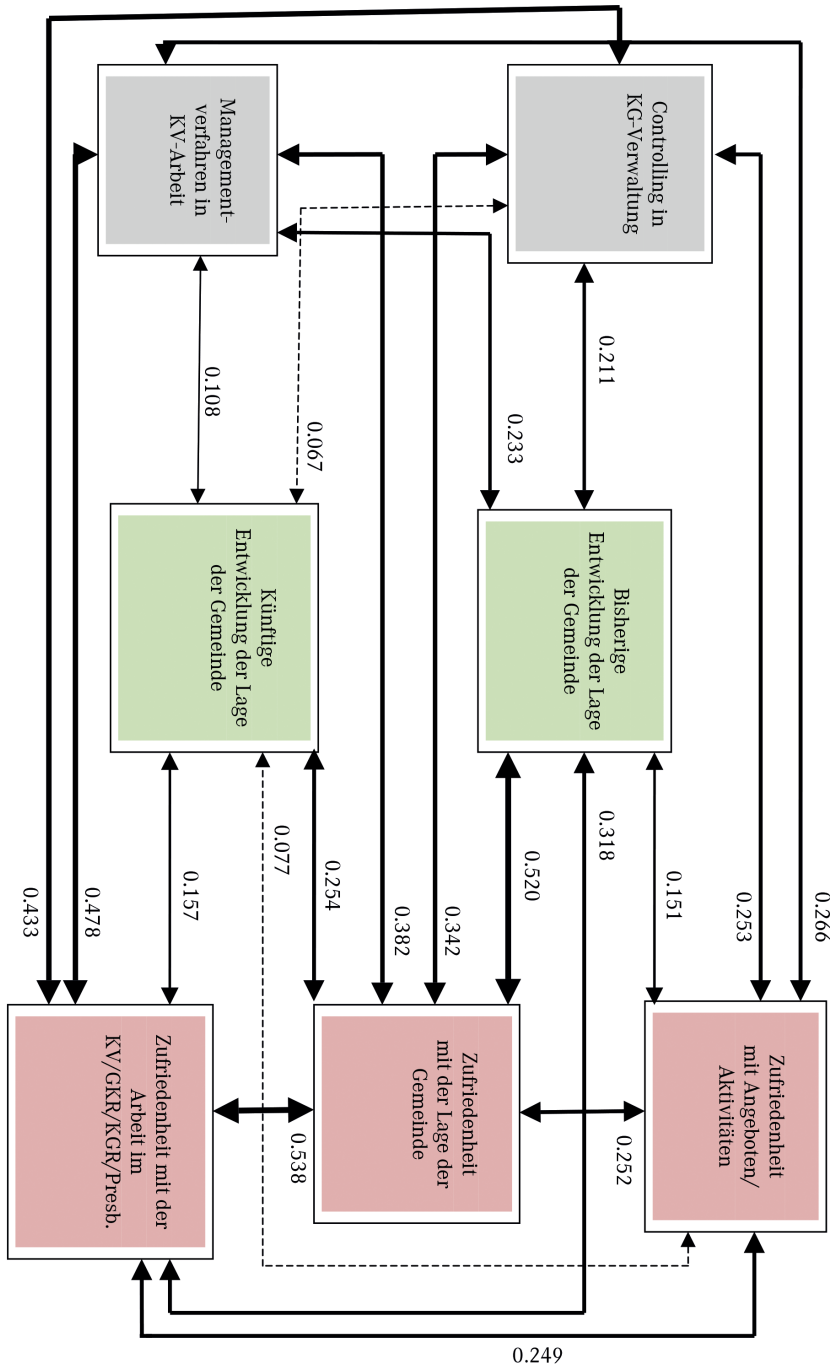 0.266
0.253
Zufriedenheit
mit Angeboten/
Aktivitäten
0.151
Controlling in
KG-Verwaltung
0.211
Bisherige
Entwicklung der Lage
der Gemeinde
0.318
0.252
0.249
0.233
0.520
0.342
Zufriedenheit
mit der Lage der
Gemeinde
0.382
0.067
0.254
0.538
0.077
Management-
verfahren in
KV-Arbeit
0.108
Künftige
Entwicklung der Lage
der Gemeinde
0.157
Zufriedenheit mit der
Arbeit im
KV/GKR/KGR/Presb.
0.478
0.433